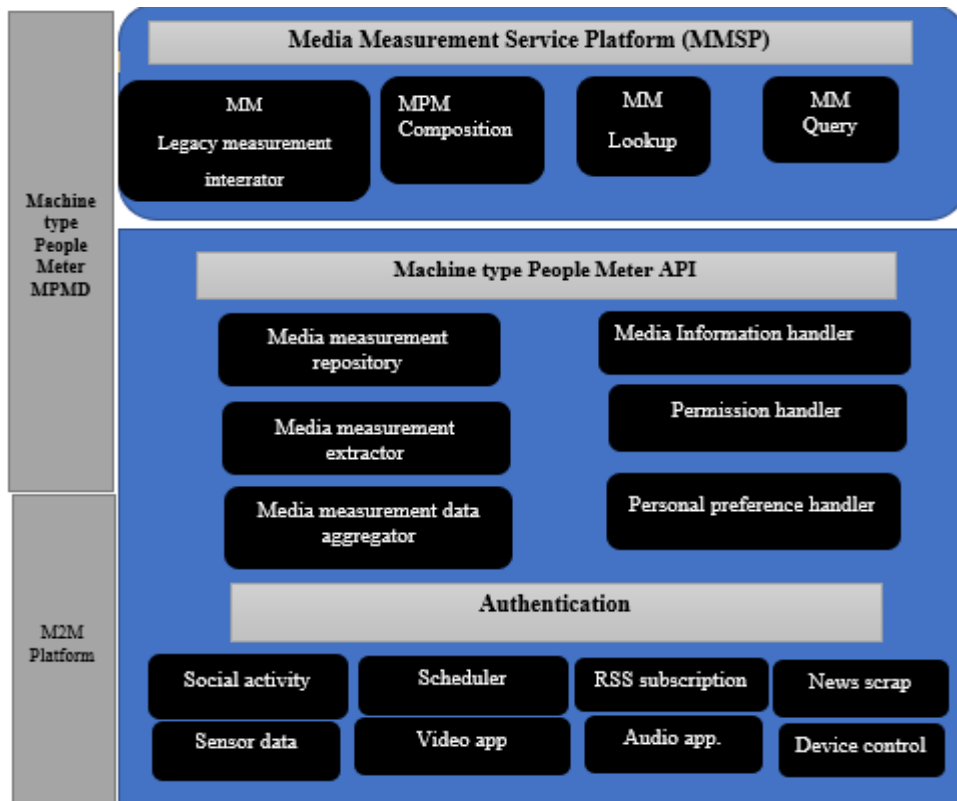 Media Measurement Service Platform (MMSP)
MM
Legacy measurement
integrator
MPM
Composition
MM
Lookup
MM
Query
Machine
type
People
Meter
MPMD
Machine type People Meter API
Media measurement
repository
Media Information handler
Media measurement
extractor
Permission handler
Media measurement data
aggregator
Personal preference handler
M2M
Platform
Authentication
Social activity
Scheduler
RSS subscription
News scrap
Sensor data
Video app
Audio app.
Device control